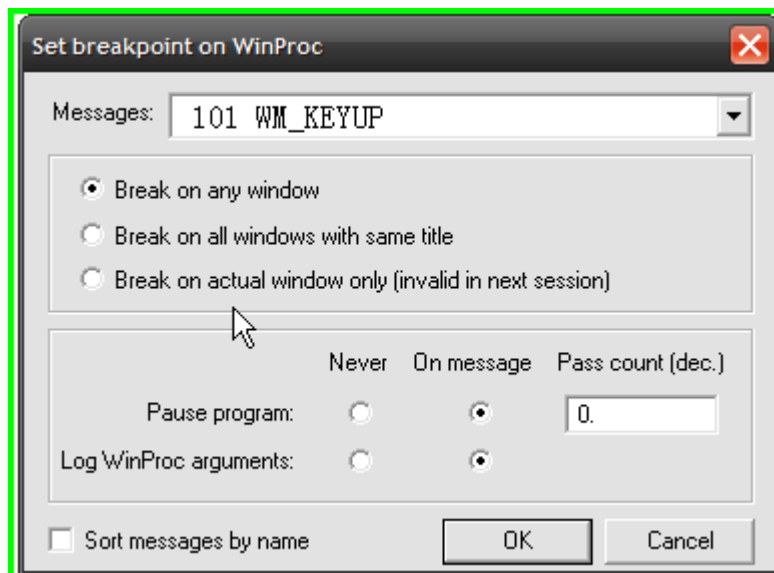 Set breakpoint on WinProc
Messages: 101 WM_KEYUP
Break on any window
Break on all windows with same title
Break on actual window only (invalid in next session)
Never On message Pass count (dec.)
Pause program: 0.
Log WinProc arguments:
Sort messages by name OK Cancel